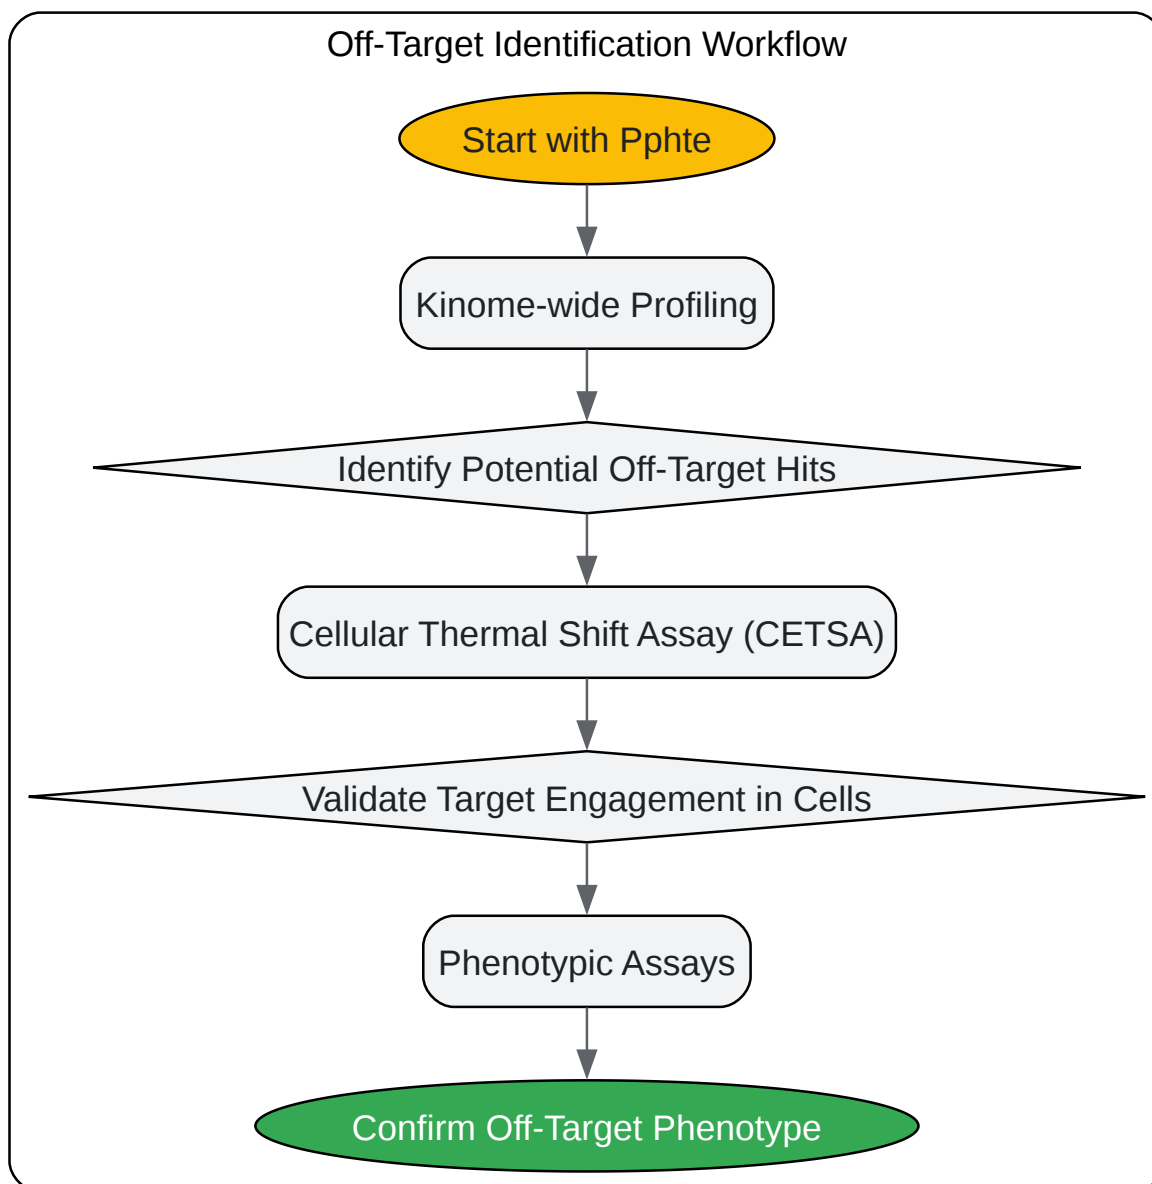 Off-Target Identification Workflow
Start with Pphte
Kinome-wide Profiling
Identify Potential Off-Target Hits
Cellular Thermal Shift Assay (CETSA)
Validate Target Engagement in Cells
Phenotypic Assays
Confirm Off-Target Phenotype